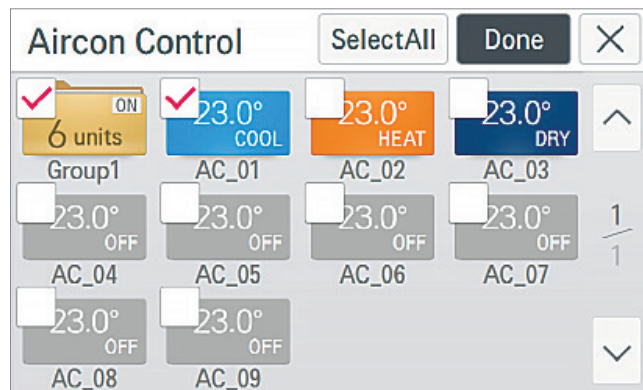 Aircon Control SelectAll Done
ON
6 units 23.0° 23.0° 23.0°
COOL HEAT DRY
Group1 AC_01 AC_02 AC_03
23.0° 23.0° 23.0° 23.0°
OFF OFF OFF OFF
AC_04 AC_05 AC_06 AC_07
1
1
23.0° 23.0°
OFF OFF
AC_08 AC_09